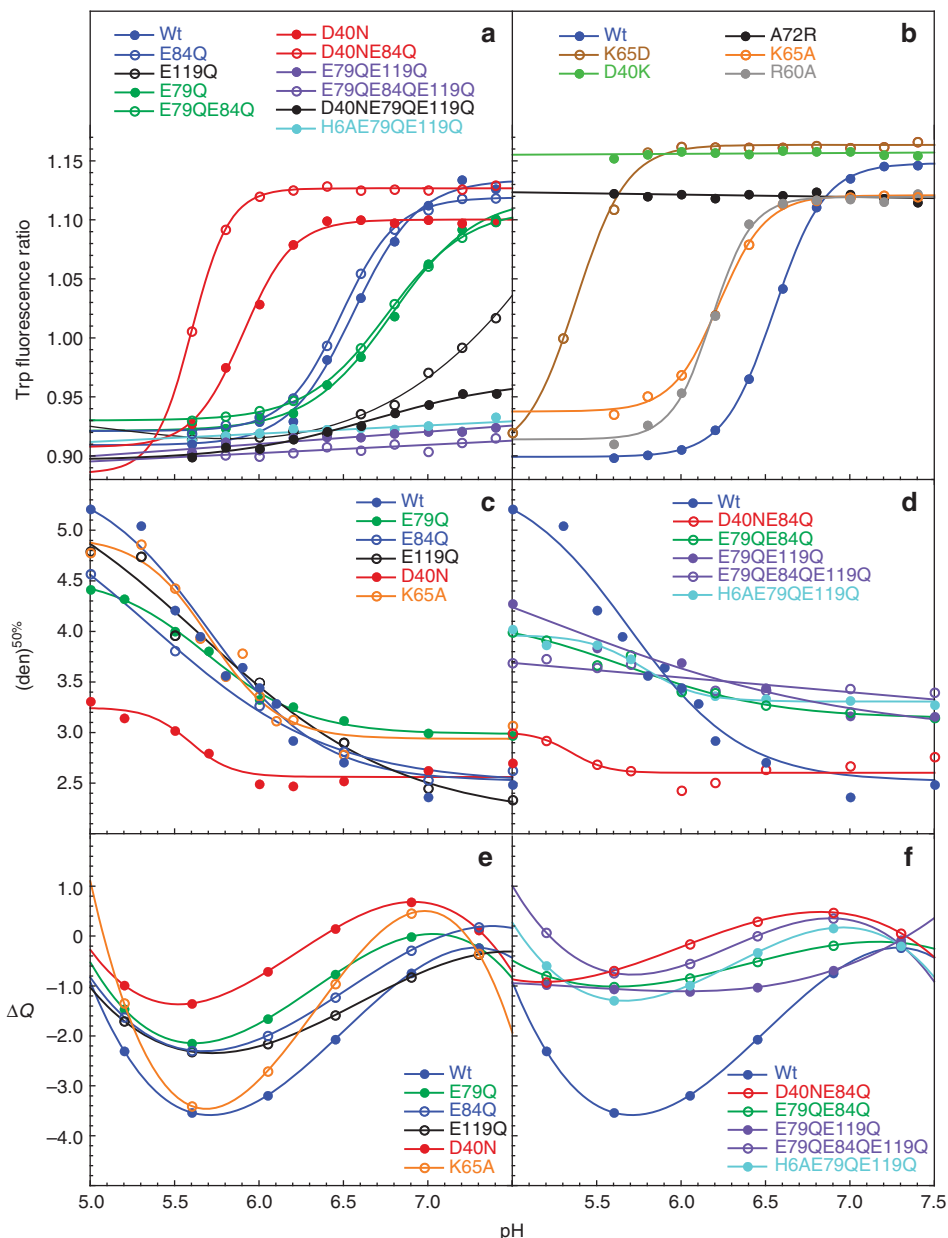 a
Wt
E84Q
E119Q
E79Q
E79QE84Q
D40N
D40NE84Q
E79QE119Q
E79QE84QE119Q
D40NE79QE119Q
H6AE79QE119Q
b
Wt
K65D
D40K
A72R
K65A
R60A
Trp fluorescence ratio
1.15
1.10
1.05
1.00
0.95
0.90
c
Wt
E79Q
E84Q
E119Q
D40N
K65A
d
Wt
D40NE84Q
E79QE84Q
E79QE119Q
E79QE84QE119Q
H6AE79QE119Q
(den)50%
5.0
4.5
4.0
3.5
3.0
2.5
e
Wt
E79Q
E84Q
E119Q
D40N
K65A
f
Wt
D40NE84Q
E79QE84Q
E79QE119Q
E79QE84QE119Q
H6AE79QE119Q
ΔQ
1.0
0
−1.0
−2.0
−3.0
−4.0
5.0 5.5 6.0 6.5 7.0 5.5 6.0 6.5 7.0 7.5
pH